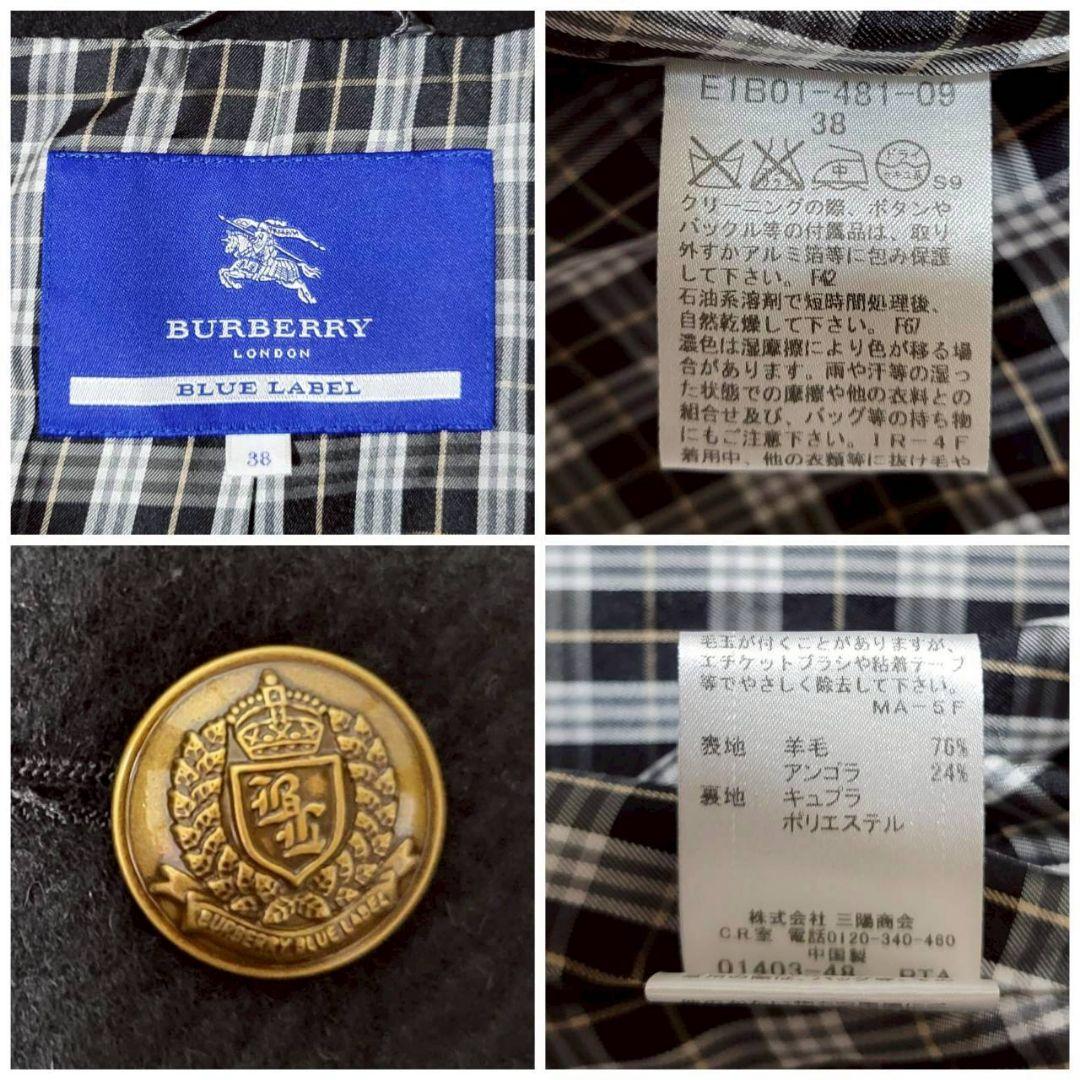 BURBERRY
LONDON
BLUE LABEL
38
E1B01-481-09
38
ドライ
セキユ系
S9
クリーニングの際、ボタンや
バックル等の付属品は、取り
外すかアルミ箔等に包み保護
して下さい。F42
石油系溶剤で短時間処理後、
自然乾燥して下さい。F67
濃色は湿摩擦により色が移る場
合があります。雨や汗等の湿っ
た状態での摩擦や他の衣料との
組合せ及び、バッグ等の持ち物
にもご注意下さい。IR-4F
着用中、他の衣類等に抜け毛や
BL
BURBERRY BLUE LABEL
毛玉が付くことがありますが、
エチケットブラシや粘着テープ
等でやさしく除去して下さい。
MA-5F
表地 羊毛 76%
アンゴラ 24%
裏地 キュプラ
ポリエステル
株式会社 三陽商会
C.R.室 電話0120-340-460
中国製
01403-48 PTA